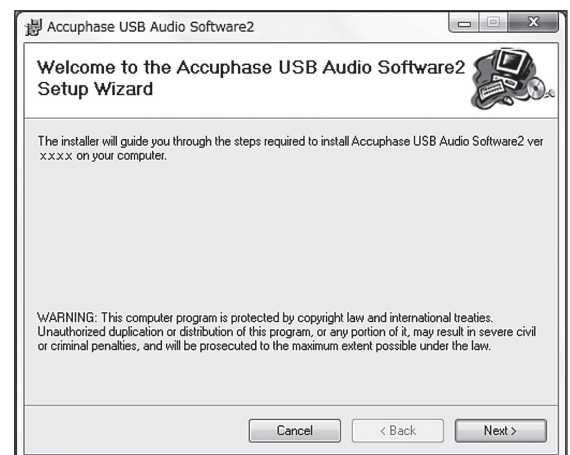 Accuphase USB Audio Software2
Welcome to the Accuphase USB Audio Software2
Setup Wizard
The installer will guide you through the steps required to install Accuphase USB Audio Software2 ver
xxxx on your computer.
WARNING: This computer program is protected by copyright law and international treaties.
Unauthorized duplication or distribution of this program, or any portion of it, may result in severe civil
or criminal penalties, and will be prosecuted to the maximum extent possible under the law.
Cancel < Back Next >